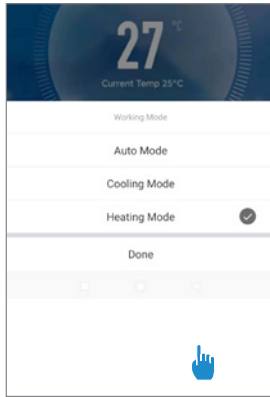 27 °C
Current Temp 25°C
Working Mode
Auto Mode
Cooling Mode
Heating Mode
Done